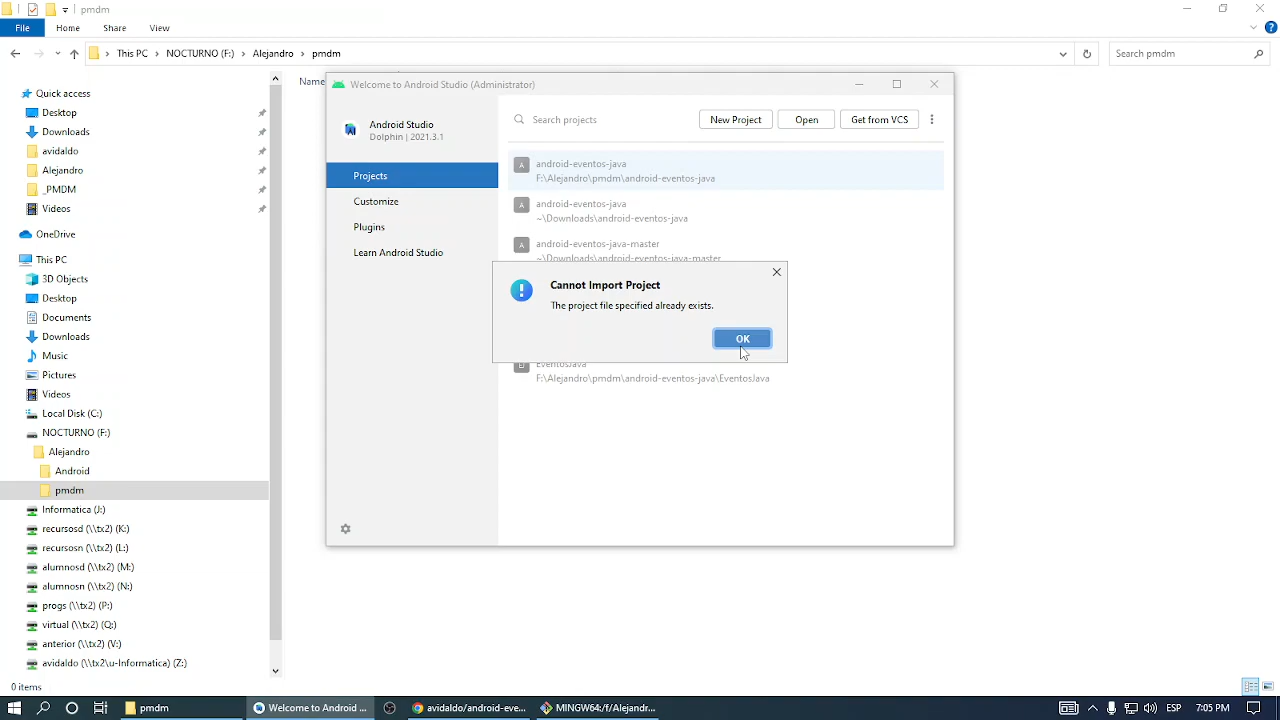 pmdm
File
Home
Share
View
This PC
NOCTURNO (F:)
Alejandro
pmdm
Search pmdm
Name
Quick access
Desktop
Downloads
avidaldo
Alejandro
_PMDM
Videos
OneDrive
This PC
3D Objects
Desktop
Documents
Downloads
Music
Pictures
Videos
Local Disk (C:)
NOCTURNO (F:)
Alejandro
Android
pmdm
Informatica (J:)
recursosd (\\tx2) (K:)
recursosn (\\tx2) (L:)
alumnosd (\\tx2) (M:)
alumnosn (\\tx2) (N:)
progs (\\tx2) (P:)
virtual (\\tx2) (Q:)
anterior (\\tx2) (V:)
avidaldo (\\tx2\u-Informatica) (Z:)
0 items
Welcome to Android Studio (Administrator)
Android Studio
Dolphin | 2021.3.1
Projects
Customize
Plugins
Learn Android Studio
Search projects
New Project
Open
Get from VCS
android-eventos-java
F:\Alejandro\pmdm\android-eventos-java
android-eventos-java
~\Downloads\android-eventos-java
android-eventos-java-master
~\Downloads\android-eventos-java-master
Cannot Import Project
The project file specified already exists.
OK
EventosJava
F:\Alejandro\pmdm\android-eventos-java\EventosJava
pmdm
Welcome to Android ...
avidaldo/android-eve...
MINGW64:/f/Alejandr...
ESP
7:05 PM